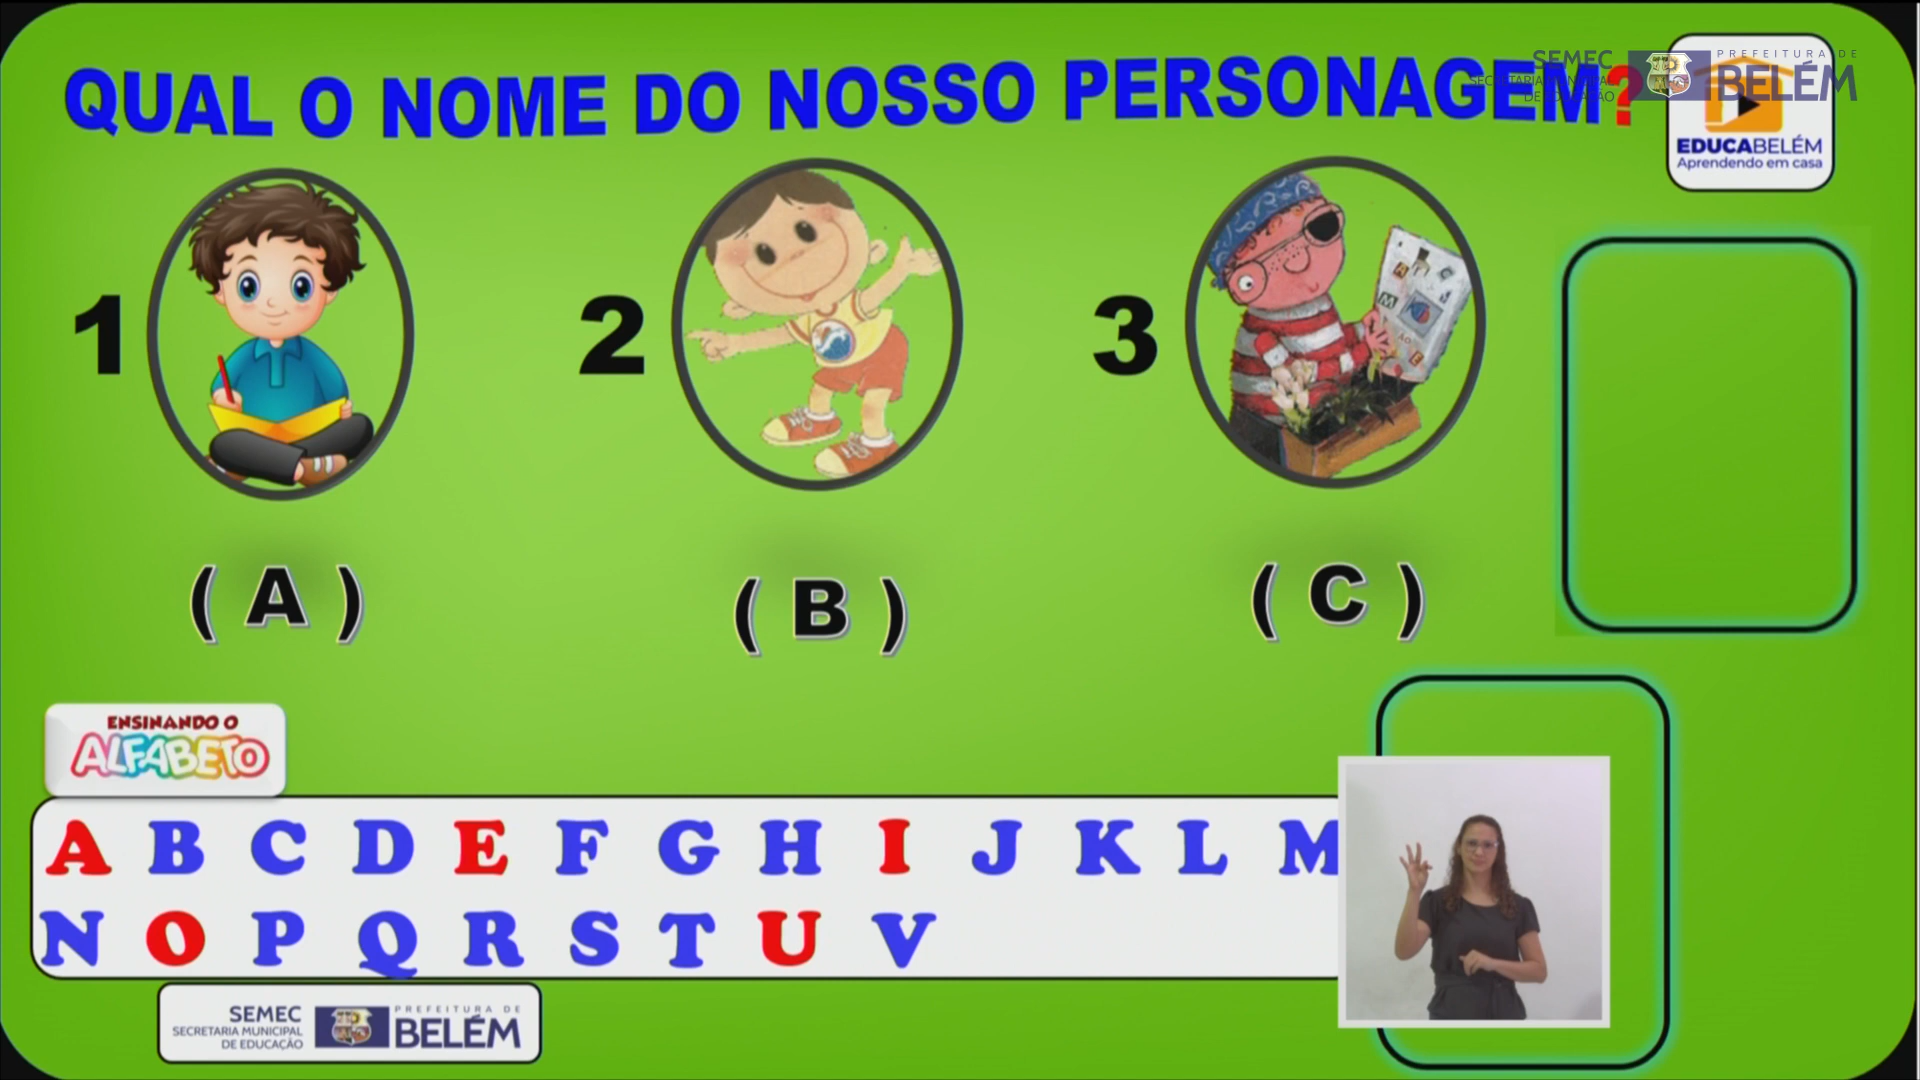 QUAL O NOME DO NOSSO PERSONAGEM?
SEMEC
PREFEITURA DE
BELÉM
EDUCABELÉM
Aprendendo em casa
1
2
3
( A )
( B )
( C )
ENSINANDO O
ALFABETO
A B C D E F G H I J K L M
N O P Q R S T U V
SEMEC
SECRETARIA MUNICIPAL
DE EDUCAÇÃO
PREFEITURA DE
BELÉM